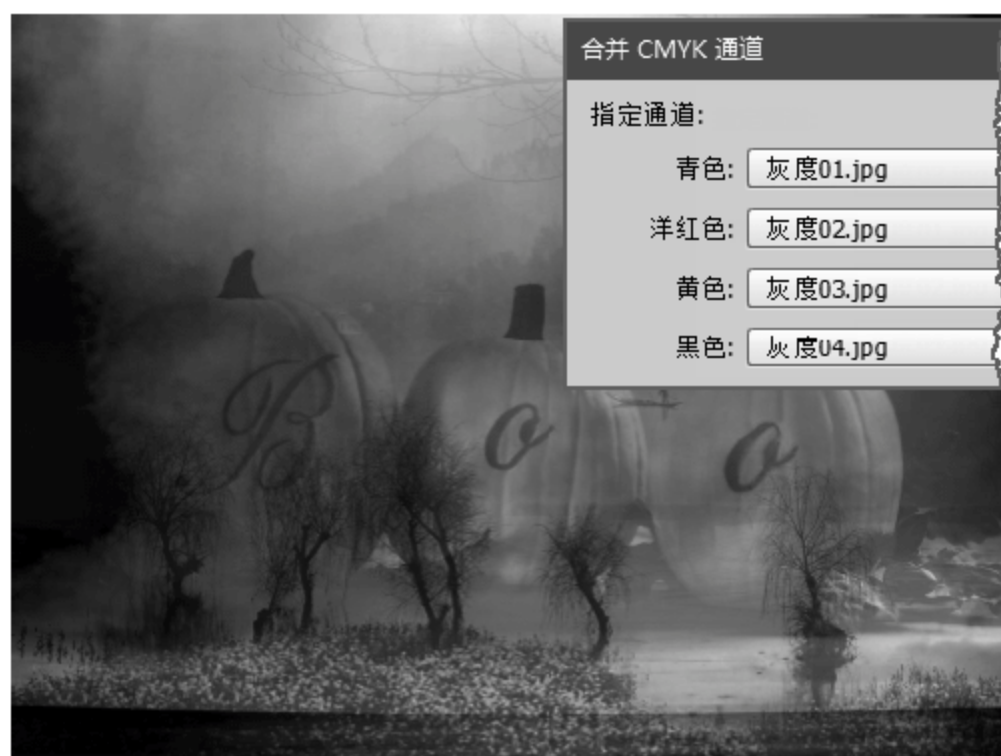 合并 CMYK 通道
指定通道:
青色: 灰度01.jpg
洋红色: 灰度02.jpg
黄色: 灰度03.jpg
黑色: 灰度04.jpg
B o o